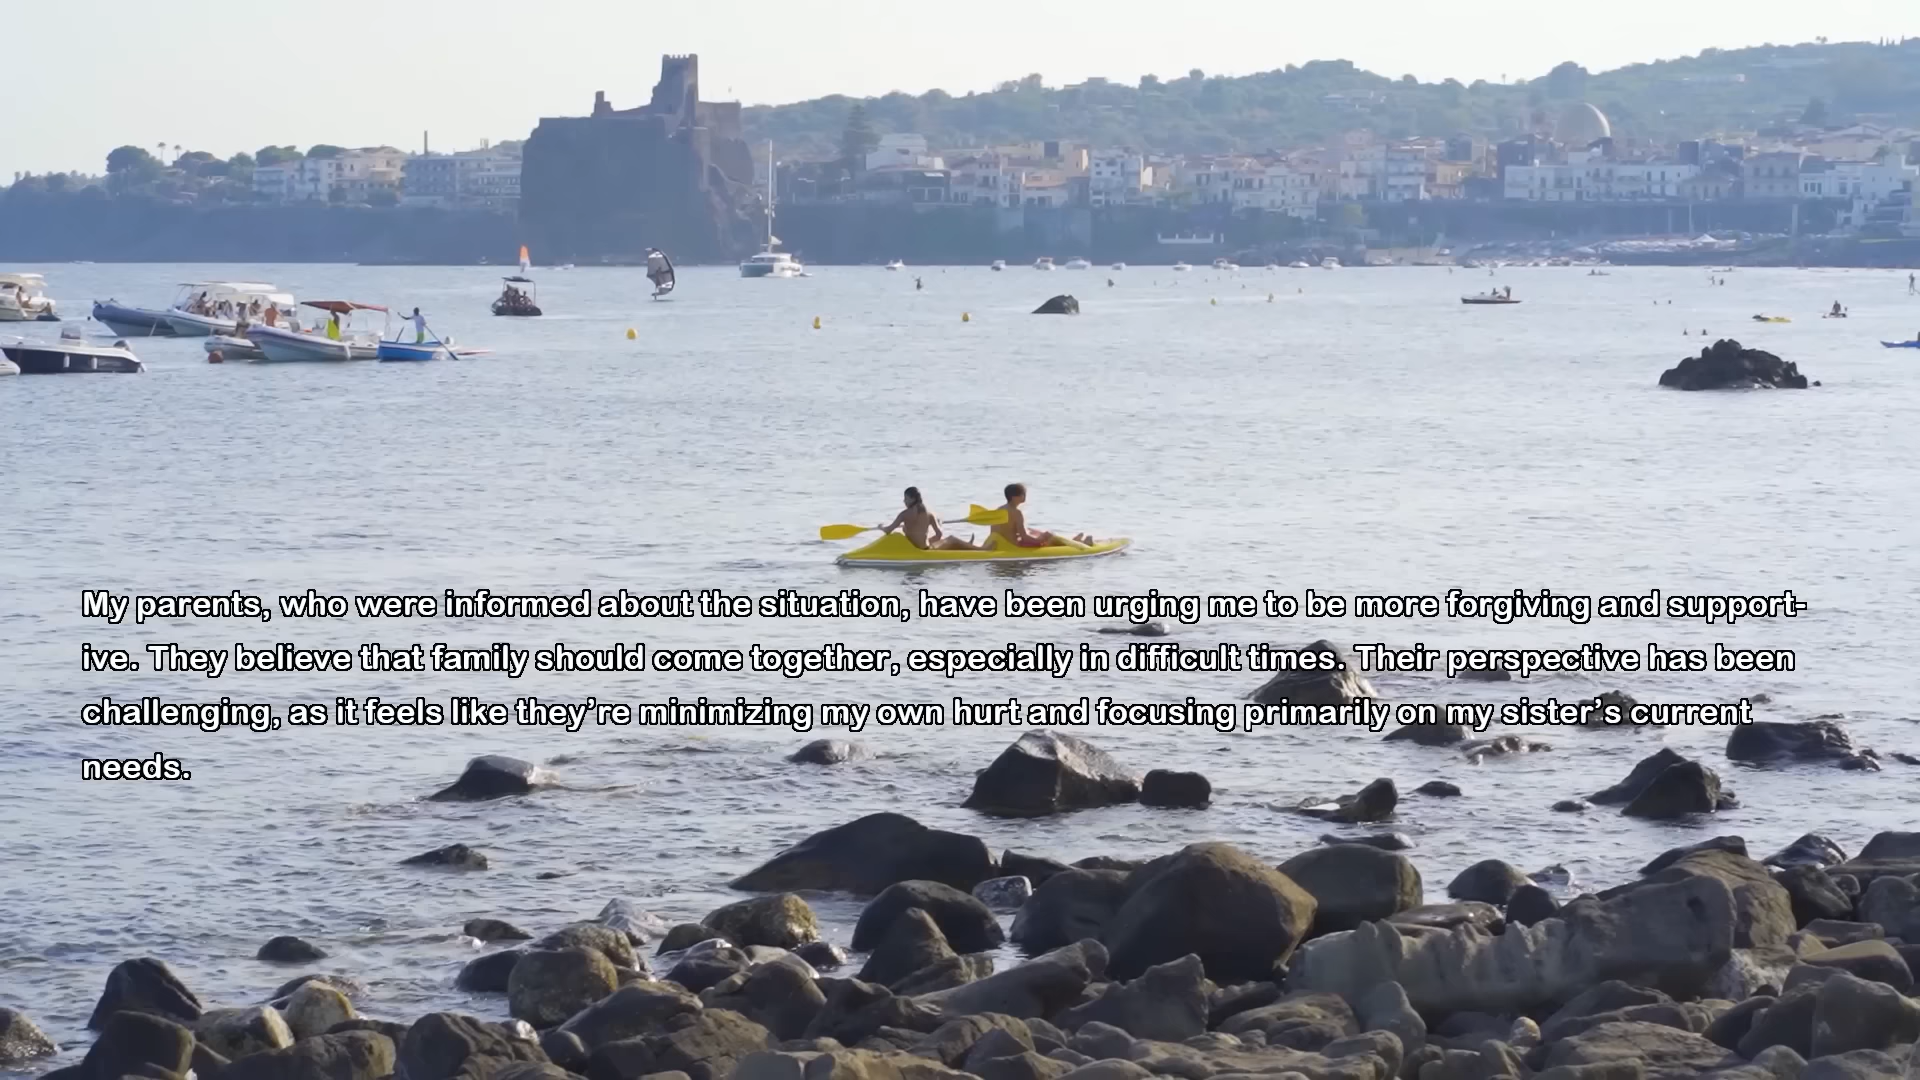 My parents, who were informed about the situation, have been urging me to be more forgiving and support-
ive. They believe that family should come together, especially in difficult times. Their perspective has been
challenging, as it feels like they’re minimizing my own hurt and focusing primarily on my sister’s current
needs.